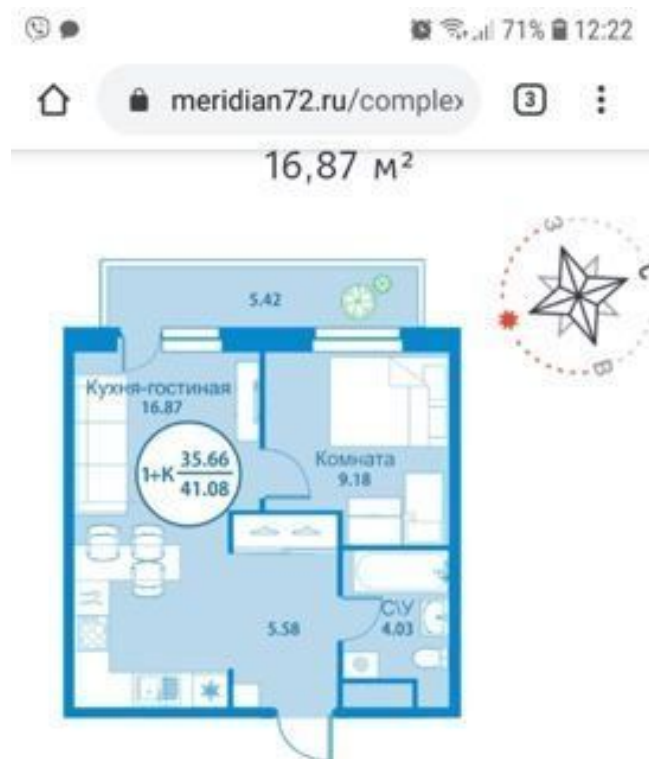 71% 12:22
meridian72.ru/complex
3
16,87 м²
З
С
В
5.42
Кухня-гостиная
16.87
1+К 35.66
41.08
Комната
9.18
5.58
С\У
4.03